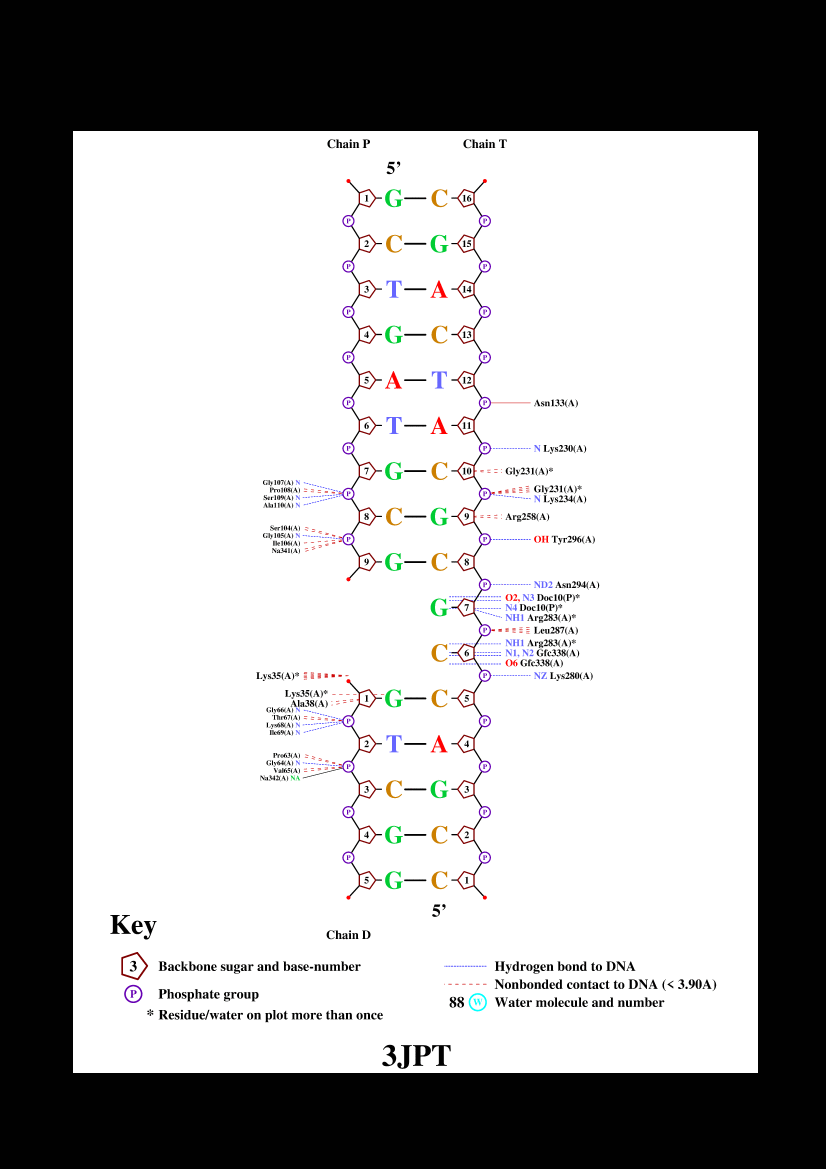 Chain P Chain T
5’
1 G C 16
P P
2 C G 15
P P
3 T A 14
P P
4 G C 13
P P
5 A T 12
P P Asn133(A)
6 T A 11
P P N Lys230(A)
7 G C 10 Gly231(A)*
Gly107(A) N
Pro108(A)
Ser109(A) N
Ala110(A) N
P P Gly231(A)*
N Lys234(A)
8 C G 9 Arg258(A)
Ser104(A)
Gly105(A) N
Ile106(A)
Na341(A)
P P OH Tyr296(A)
9 G C 8
P ND2 Asn294(A)
O2, N3 Doc10(P)*
G 7 N4 Doc10(P)*
NH1 Arg283(A)*
P Leu287(A)
NH1 Arg283(A)*
C 6 N1, N2 Gfc338(A)
O6 Gfc338(A)
Lys35(A)* P NZ Lys280(A)
Lys35(A)*
Ala38(A)
1 G C 5
Gly66(A) N
Thr67(A)
Lys68(A) N
Ile69(A) N
P P
2 T A 4
Pro63(A)
Gly64(A) N
Val65(A)
Na342(A) NA
P P
3 C G 3
P P
4 G C 2
P P
5 G C 1
5’
Chain D
Key
3 Backbone sugar and base-number
P Phosphate group
* Residue/water on plot more than once
Hydrogen bond to DNA
Nonbonded contact to DNA (< 3.90A)
88 W Water molecule and number
3JPT